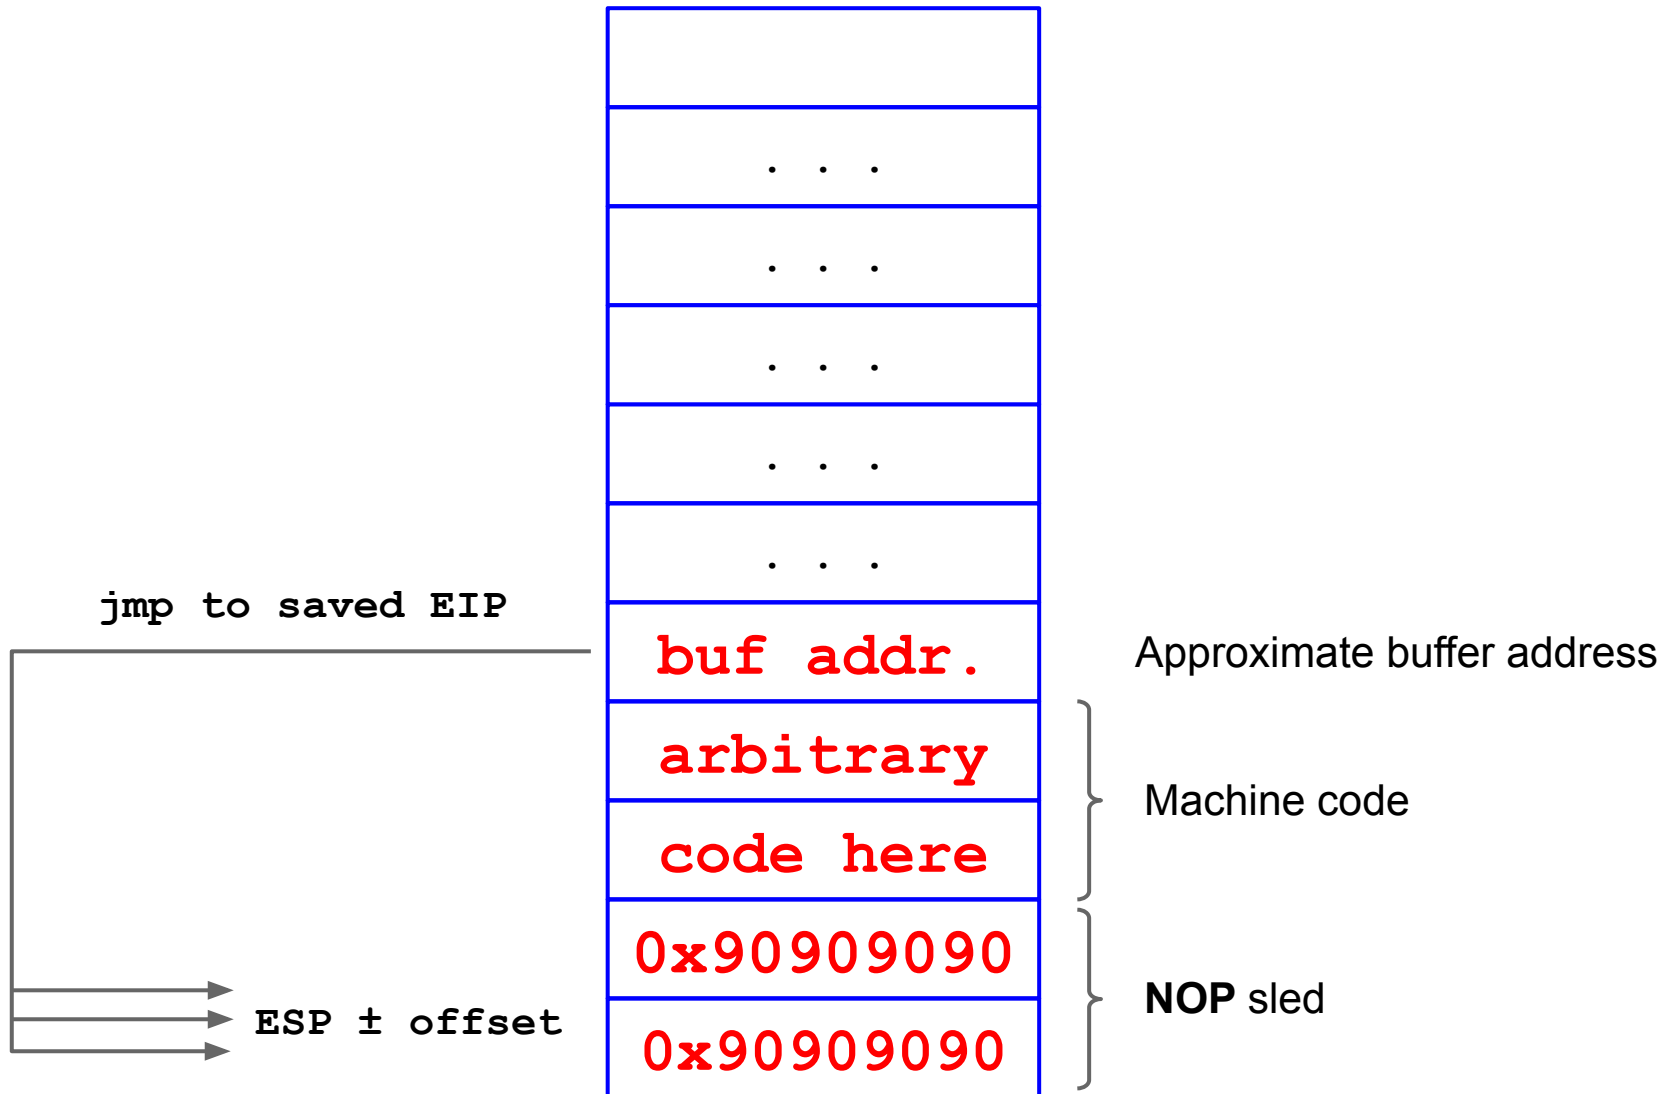 . . .
. . .
. . .
. . .
. . .
jmp to saved EIP
buf addr.
Approximate buffer address
arbitrary
Machine code
code here
0x90909090
NOP sled
ESP ± offset
0x90909090